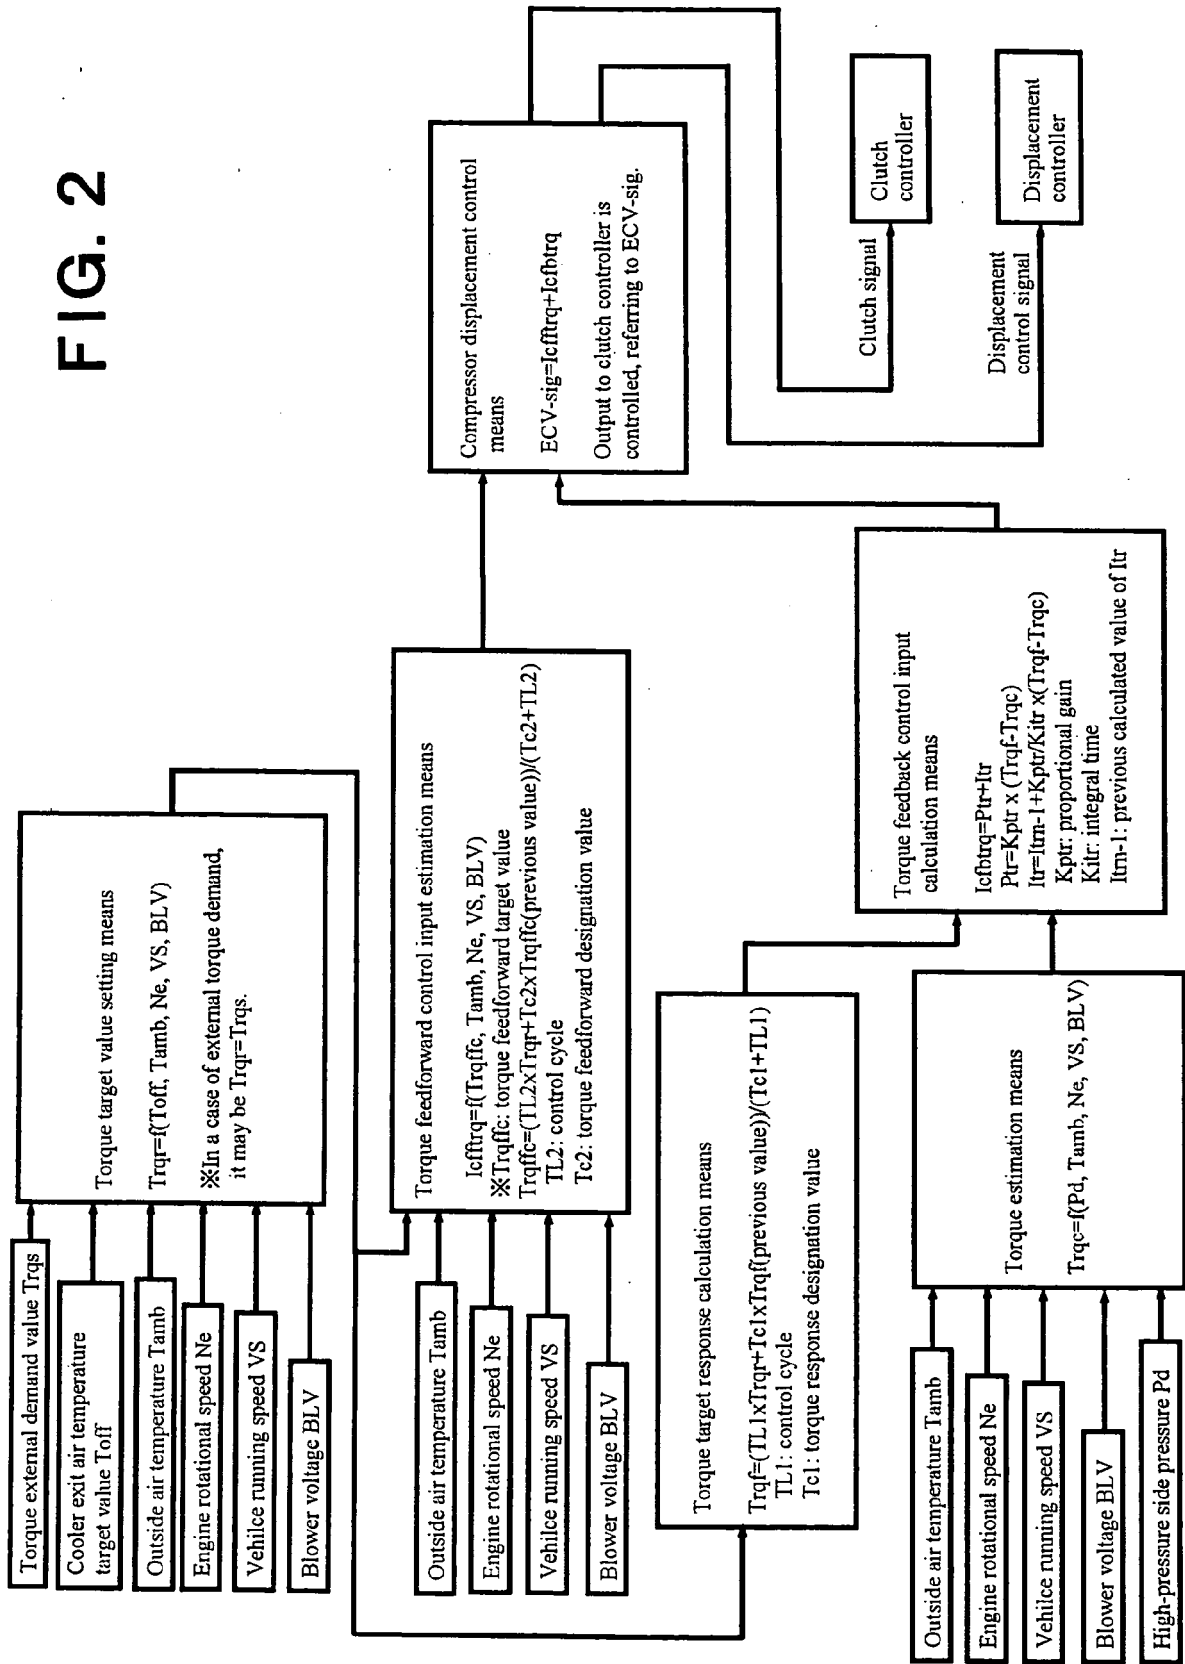 FIG. 2
Torque external demand value Trqs
Cooler exit air temperature
target value Toff
Outside air temperature Tamb
Engine rotational speed Ne
Vehilce running speed VS
Blower voltage BLV
Torque target value setting means
Trqr=f(Toff, Tamb, Ne, VS, BLV)
※In a case of external torque demand,
it may be Trqr=Trqs.
Outside air temperature Tamb
Engine rotational speed Ne
Vehilce running speed VS
Blower voltage BLV
Torque feedforward control input estimation means
Icfftrq=f(Trqffc, Tamb, Ne, VS, BLV)
※Trqffc: torque feedforward target value
Trqffc=(TL2xTrqr+Tc2xTrqffc(previous value))/(Tc2+TL2)
TL2: control cycle
Tc2: torque feedforward designation value
Torque target response calculation means
Trqf=(TL1xTrqr+Tc1xTrqf(previous value))/(Tc1+TL1)
TL1: control cycle
Tc1: torque response designation value
Outside air temperature Tamb
Engine rotational speed Ne
Vehilce running speed VS
Blower voltage BLV
High-pressure side pressure Pd
Torque estimation means
Trqc=f(Pd, Tamb, Ne, VS, BLV)
Torque feedback control input
calculation means
Icfbtrq=Ptr+Itr
Ptr=Kptr x (Trqf-Trqc)
Itr=Itrn-1+Kptr/Kitr x(Trqf-Trqc)
Kptr: proportional gain
Kitr: integral time
Itrn-1: previous calculated value of Itr
Compressor displacement control
means
ECV-sig=Icfftrq+Icfbtrq
Output to clutch controller is
controlled, referring to ECV-sig.
Clutch signal
Clutch
controller
Displacement
control signal
Displacement
controller